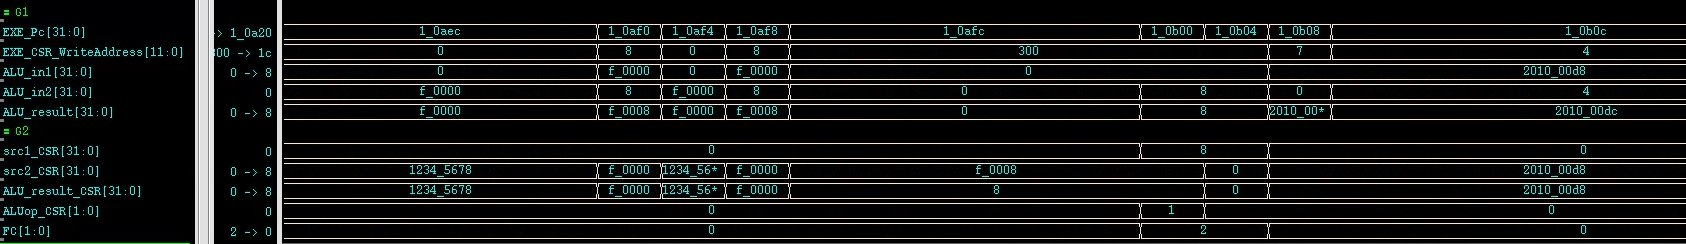 = G1
EXE_Pc[31:0] -> 1_0a20 1_0aec 1_0af0 1_0af4 1_0af8 1_0afc 1_0b00 1_0b04 1_0b08 1_0b0c
EXE_CSR_WriteAddress[11:0] 300 -> 1c 0 8 0 8 300 7 4
ALU_in1[31:0] 0 -> 8 0 f_0000 0 f_0000 0 2010_00d8
ALU_in2[31:0] 0 f_0000 8 f_0000 8 0 8 0 4
ALU_result[31:0] 0 -> 8 f_0000 f_0008 f_0000 f_0008 0 8 2010_00* 2010_00dc
= G2
src1_CSR[31:0] 0 0 8 0
src2_CSR[31:0] 0 -> 8 1234_5678 f_0000 1234_56* f_0000 f_0008 0 2010_00d8
ALU_result_CSR[31:0] 0 -> 8 1234_5678 f_0000 1234_56* f_0000 8 0 2010_00d8
ALUop_CSR[1:0] 0 0 1 0
FC[1:0] 2 -> 0 0 2 0